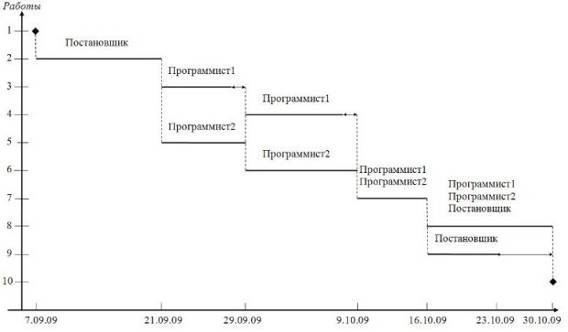 Работы
1
Постановщик
2
Программист1
3
Программист1
4
Программист2
5
Программист2
6
Программист1
Программист2
7
Программист1
Программист2
Постановщик
8
Постановщик
9
10
7.09.09 21.09.09 29.09.09 9.10.09 16.10.09 23.10.09 30.10.09